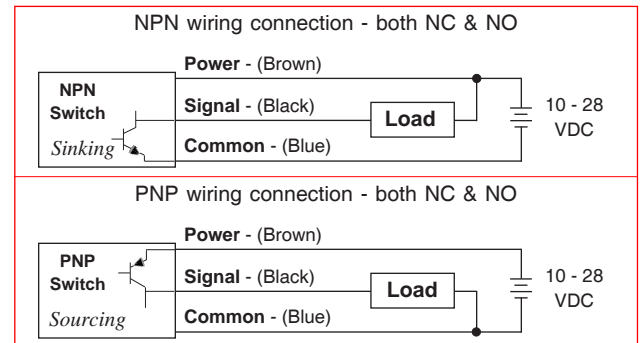 NPN wiring connection - both NC & NO
Power - (Brown)
NPN
Switch
Signal - (Black)
Load
10 - 28
VDC
Sinking
Common - (Blue)
PNP wiring connection - both NC & NO
Power - (Brown)
PNP
Switch
Signal - (Black)
Load
10 - 28
VDC
Sourcing
Common - (Blue)